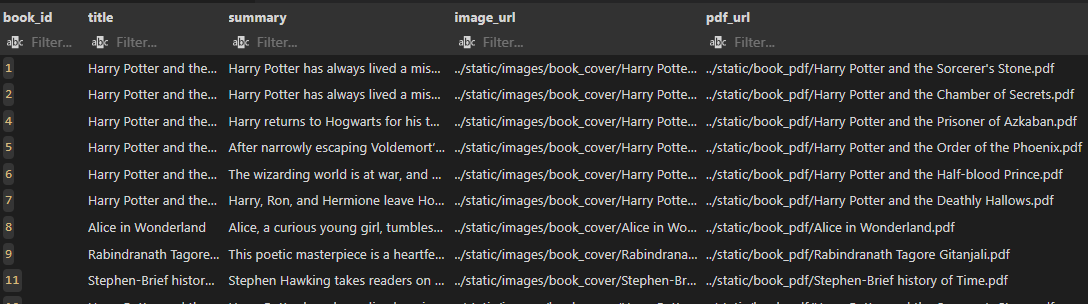 book_id title summary image_url pdf_url
abc Filter... abc Filter... abc Filter... abc Filter... abc Filter...
1 Harry Potter and the... Harry Potter has always lived a mis... ../static/images/book_cover/Harry Potte... ../static/book_pdf/Harry Potter and the Sorcerer's Stone.pdf
2 Harry Potter and the... Harry Potter has always lived a mis... ../static/images/book_cover/Harry Potte... ../static/book_pdf/Harry Potter and the Chamber of Secrets.pdf
4 Harry Potter and the... Harry returns to Hogwarts for his t... ../static/images/book_cover/Harry Potte... ../static/book_pdf/Harry Potter and the Prisoner of Azkaban.pdf
5 Harry Potter and the... After narrowly escaping Voldemort'... ../static/images/book_cover/Harry Potte... ../static/book_pdf/Harry Potter and the Order of the Phoenix.pdf
6 Harry Potter and the... The wizarding world is at war, and ... ../static/images/book_cover/Harry Potte... ../static/book_pdf/Harry Potter and the Half-blood Prince.pdf
7 Harry Potter and the... Harry, Ron, and Hermione leave Ho... ../static/images/book_cover/Harry Potte... ../static/book_pdf/Harry Potter and the Deathly Hallows.pdf
8 Alice in Wonderland Alice, a curious young girl, tumbles... ../static/images/book_cover/Alice in Wo... ../static/book_pdf/Alice in Wonderland.pdf
9 Rabindranath Tagore... This poetic masterpiece is a heartfe... ../static/images/book_cover/Rabindrana... ../static/book_pdf/Rabindranath Tagore Gitanjali.pdf
11 Stephen-Brief histor... Stephen Hawking takes readers on ... ../static/images/book_cover/Stephen-Br... ../static/book_pdf/Stephen-Brief history of Time.pdf